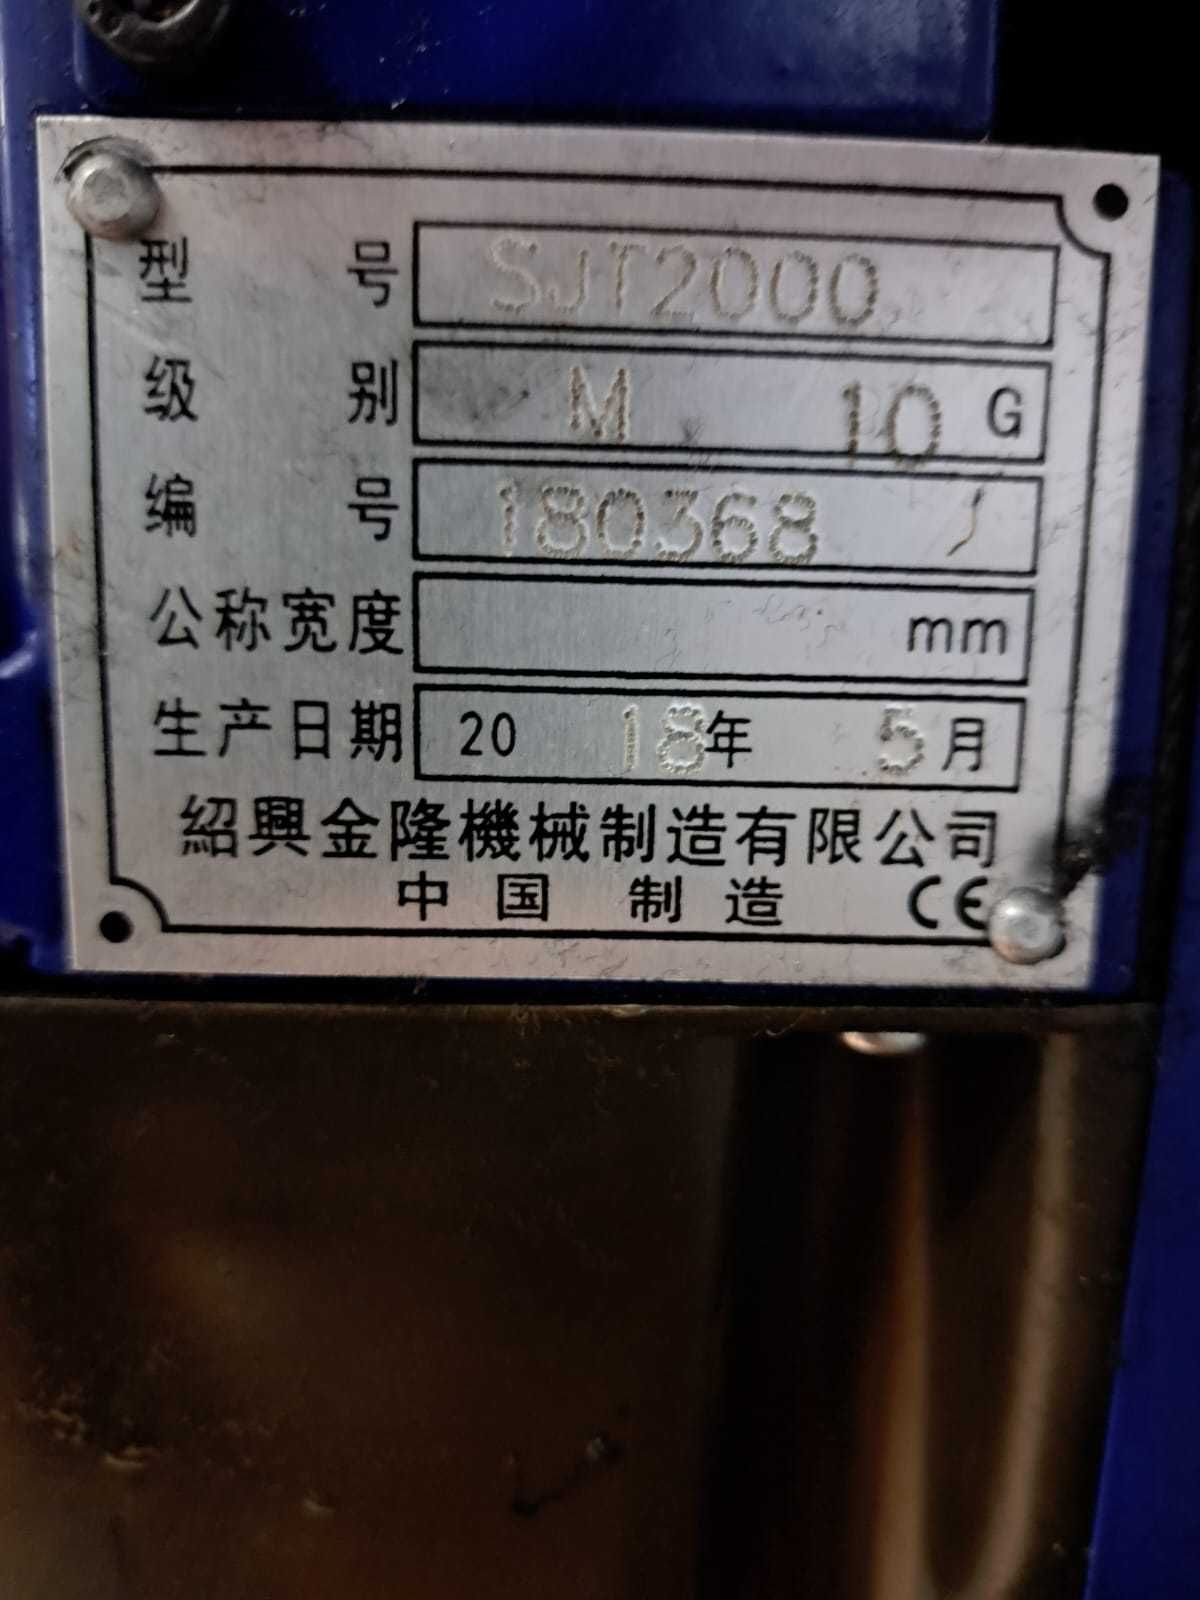 型号 SJT2000
级别 M 10 G
编号 180368
公称宽度 mm
生产日期 2018年 5月
紹興金隆機械制造有限公司
中国制造 CE